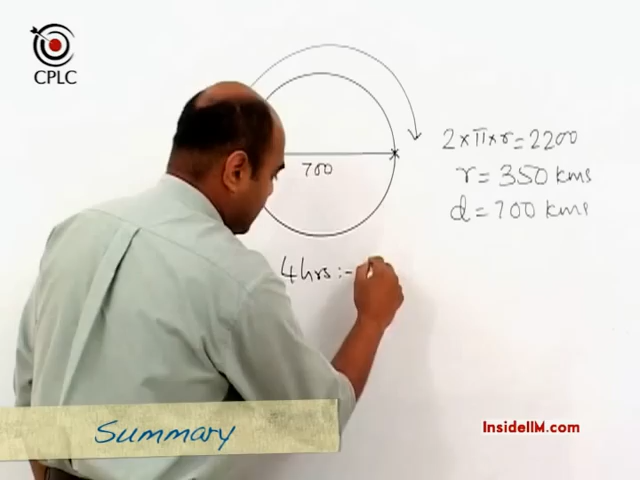 CPLC
700
2×π×r=2200
r=350 kms
d=700 kms
4hrs:-
Summary
InsideIIM.com